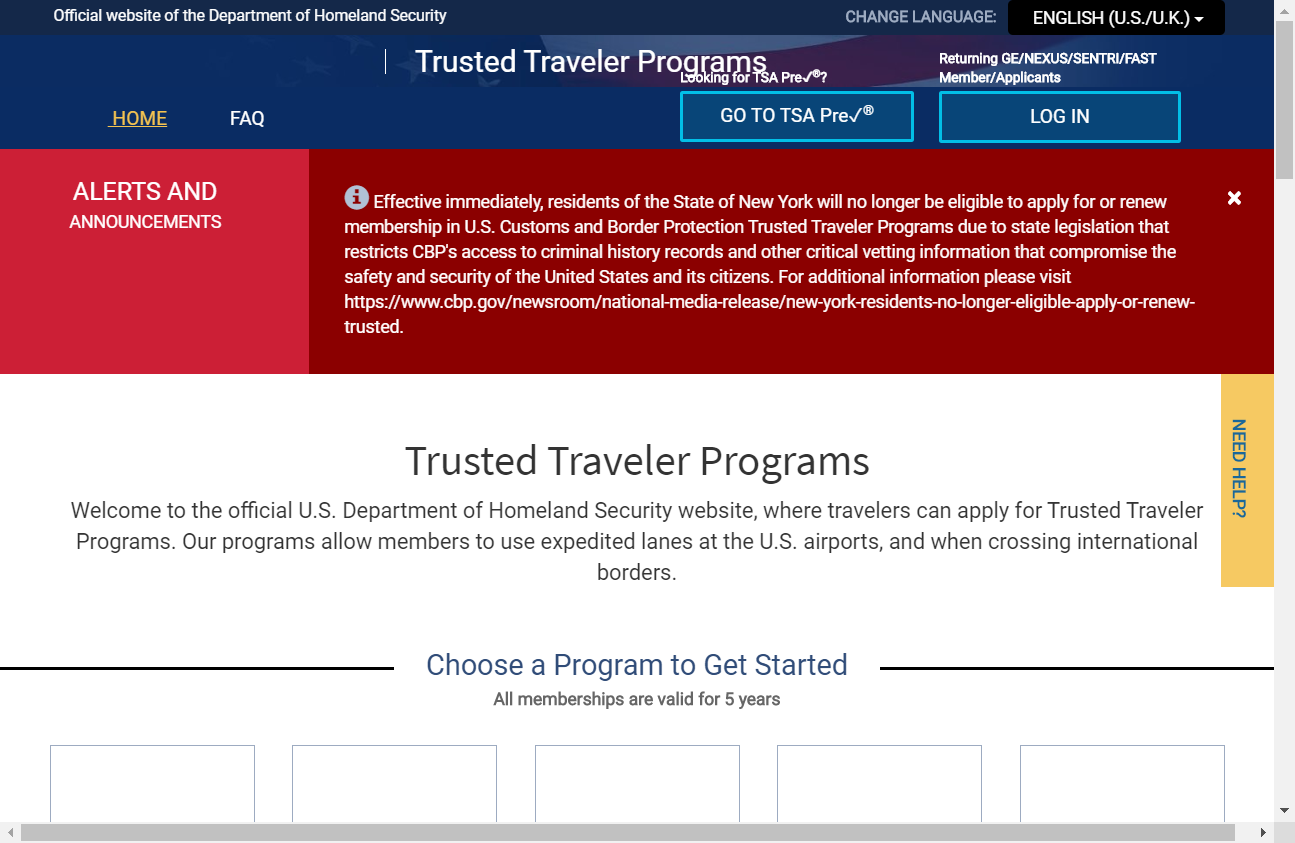 Official website of the Department of Homeland Security
CHANGE LANGUAGE:
ENGLISH (U.S./U.K.)
Trusted Traveler Programs
Looking for TSA Pre✓®?
Returning GE/NEXUS/SENTRI/FAST
Member/Applicants
HOME
FAQ
GO TO TSA Pre✓®
LOG IN
ALERTS AND
ANNOUNCEMENTS
Effective immediately, residents of the State of New York will no longer be eligible to apply for or renew
membership in U.S. Customs and Border Protection Trusted Traveler Programs due to state legislation that
restricts CBP's access to criminal history records and other critical vetting information that compromise the
safety and security of the United States and its citizens. For additional information please visit
https://www.cbp.gov/newsroom/national-media-release/new-york-residents-no-longer-eligible-apply-or-renew-
trusted.
NEED HELP?
Trusted Traveler Programs
Welcome to the official U.S. Department of Homeland Security website, where travelers can apply for Trusted Traveler
Programs. Our programs allow members to use expedited lanes at the U.S. airports, and when crossing international
borders.
Choose a Program to Get Started
All memberships are valid for 5 years